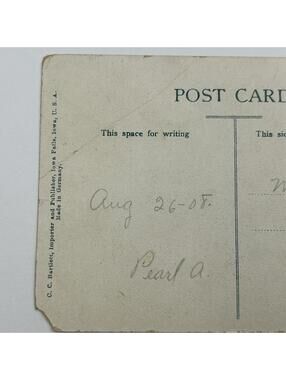 POST CARD
This space for writing
This si
Aug 26-08.
Pearl A.
C. C. Bartlett, Importer and Publisher, Iowa Falls, Iowa, U. S. A.
Made in Germany.